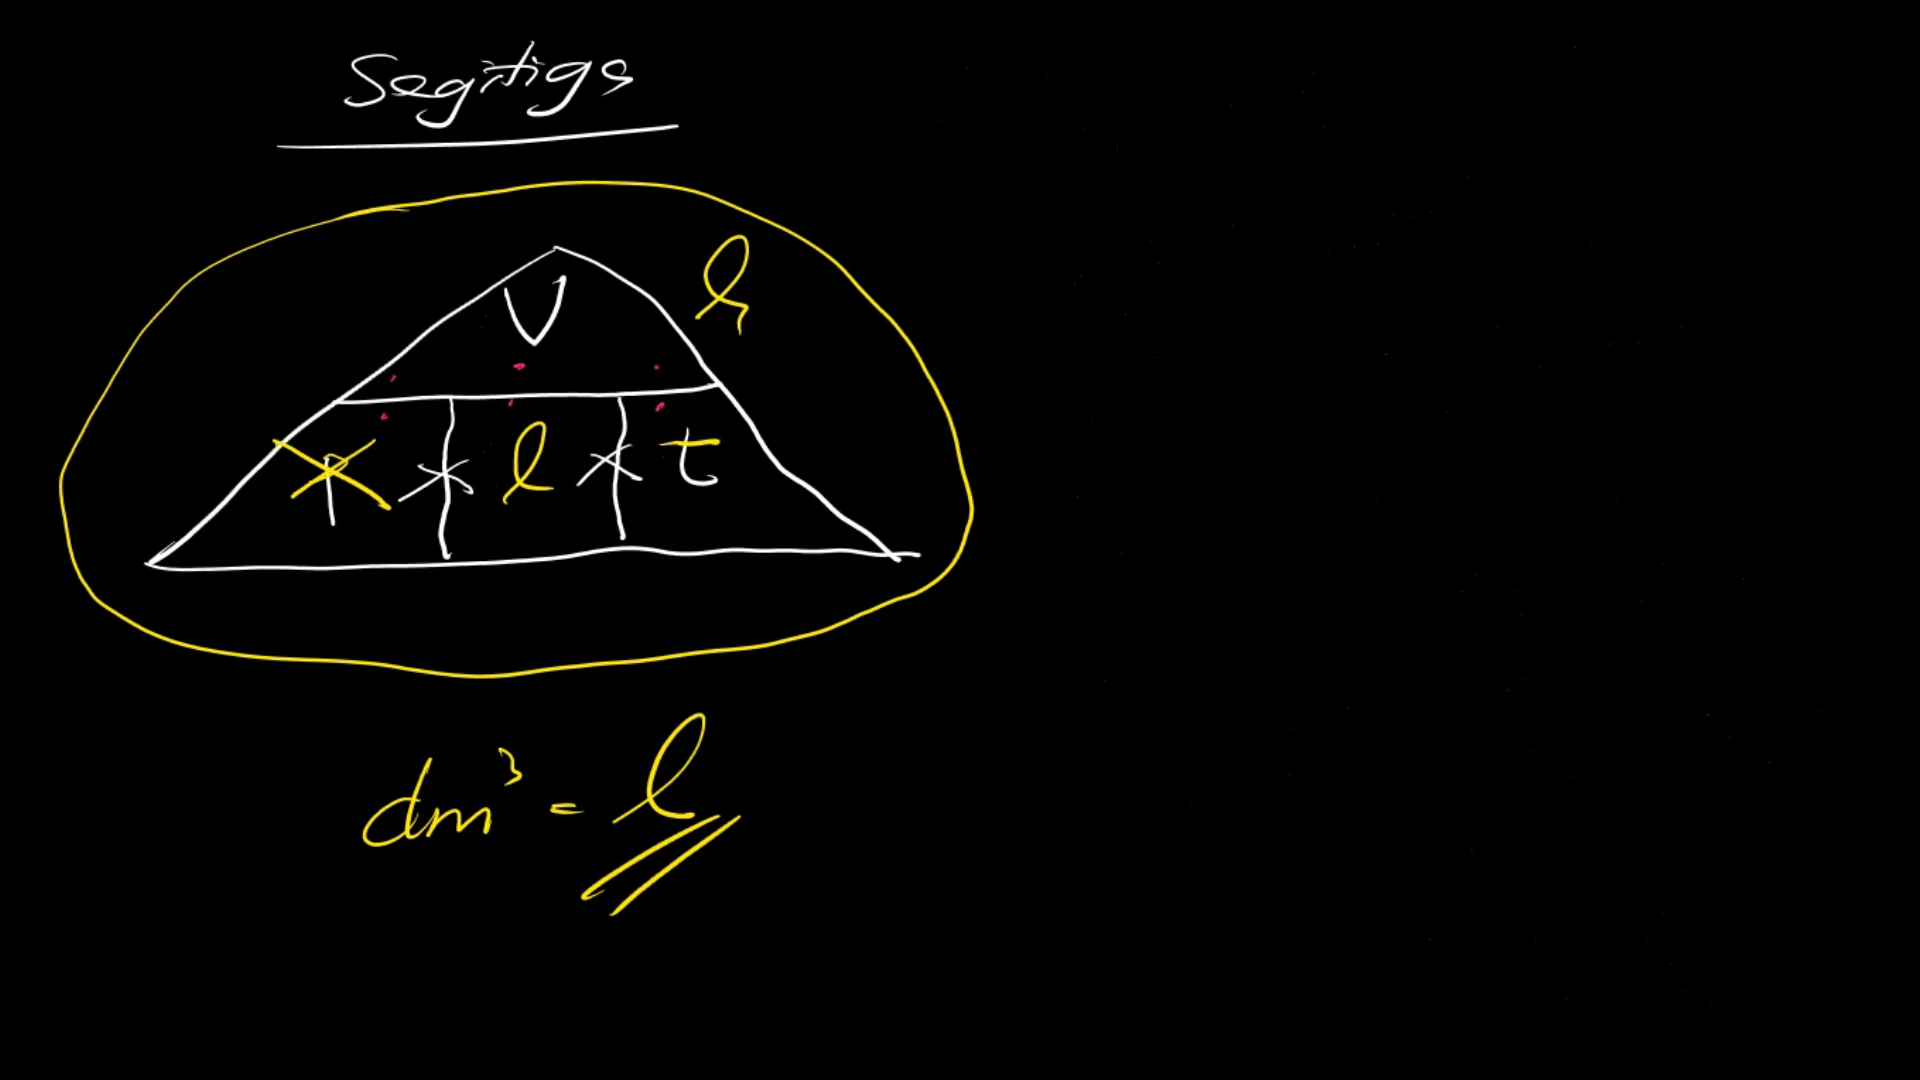 Segitiga
V
p × l × t
dm³ = l